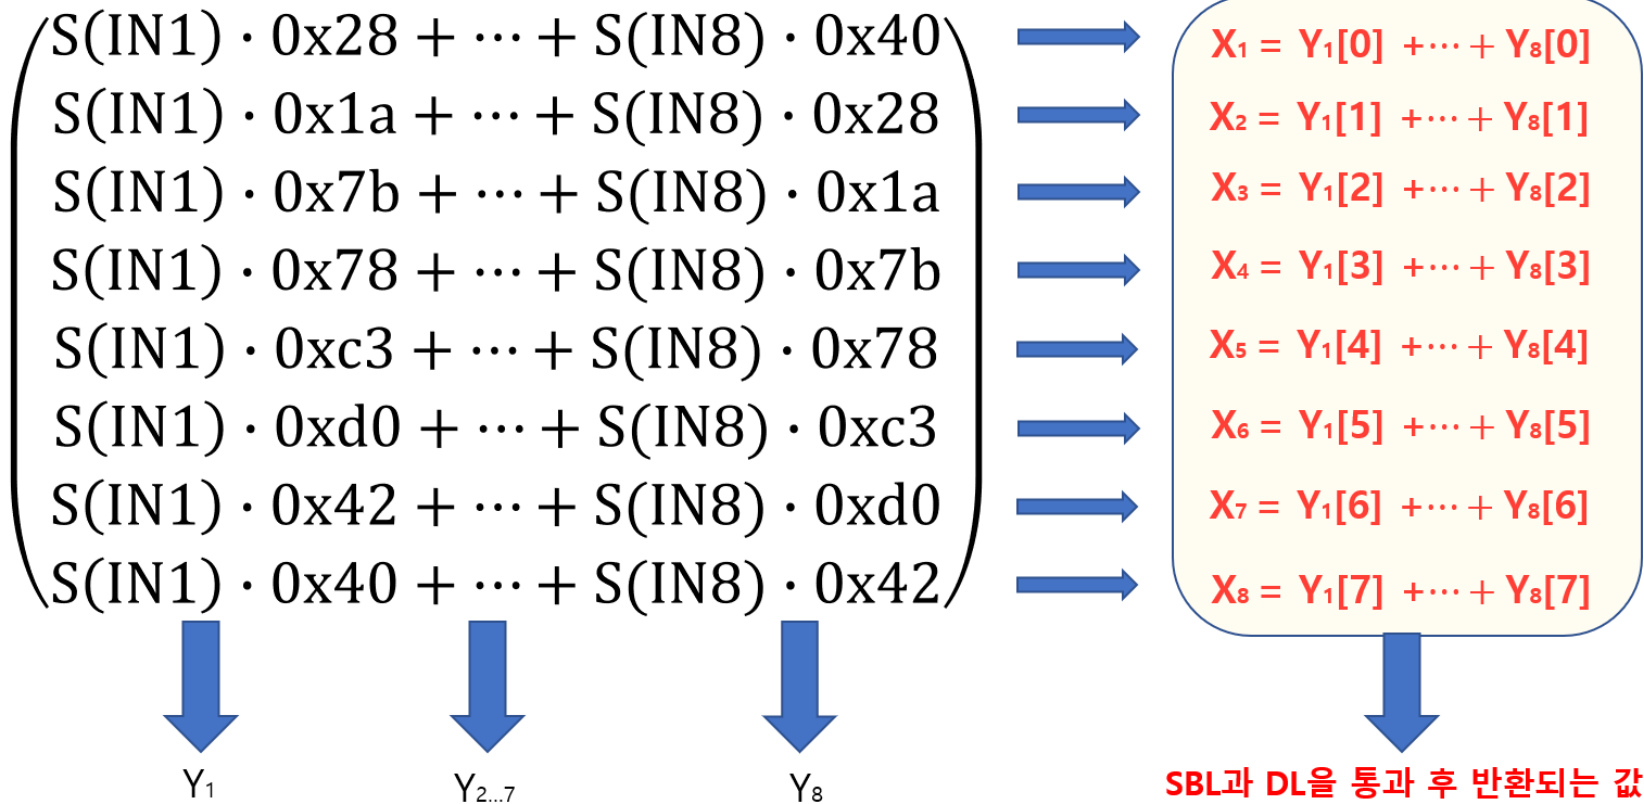 S(IN1) · 0x28 + ⋯ + S(IN8) · 0x40
S(IN1) · 0x1a + ⋯ + S(IN8) · 0x28
S(IN1) · 0x7b + ⋯ + S(IN8) · 0x1a
S(IN1) · 0x78 + ⋯ + S(IN8) · 0x7b
S(IN1) · 0xc3 + ⋯ + S(IN8) · 0x78
S(IN1) · 0xd0 + ⋯ + S(IN8) · 0xc3
S(IN1) · 0x42 + ⋯ + S(IN8) · 0xd0
S(IN1) · 0x40 + ⋯ + S(IN8) · 0x42
X₁ = Y₁[0] +⋯+ Y₈[0]
X₂ = Y₁[1] +⋯+ Y₈[1]
X₃ = Y₁[2] +⋯+ Y₈[2]
X₄ = Y₁[3] +⋯+ Y₈[3]
X₅ = Y₁[4] +⋯+ Y₈[4]
X₆ = Y₁[5] +⋯+ Y₈[5]
X₇ = Y₁[6] +⋯+ Y₈[6]
X₈ = Y₁[7] +⋯+ Y₈[7]
Y₁
Y₂…₇
Y₈
SBL과 DL을 통과 후 반환되는 값